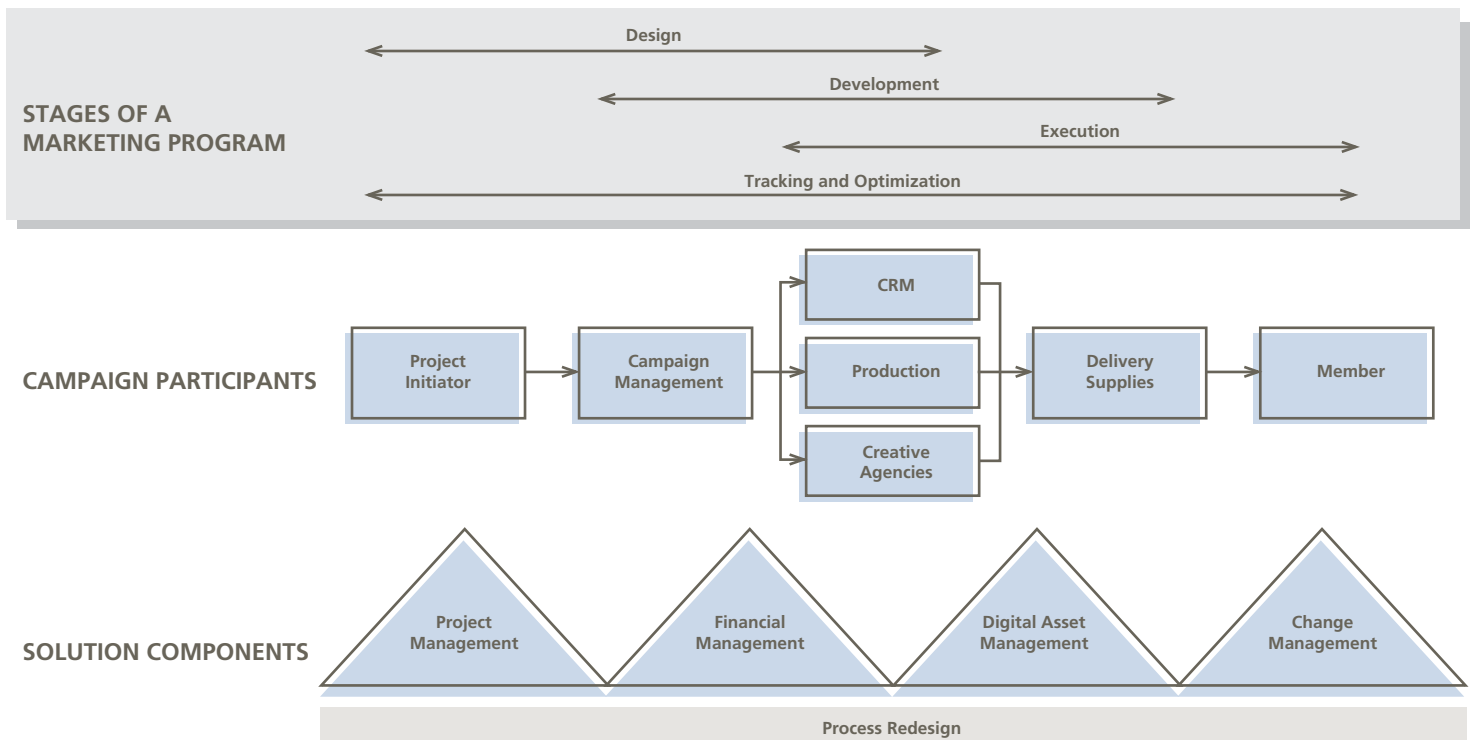 Design
Development
STAGES OF A
MARKETING PROGRAM
Execution
Tracking and Optimization
CRM
CAMPAIGN PARTICIPANTS
Project
Initiator
Campaign
Management
Production
Delivery
Supplies
Member
Creative
Agencies
SOLUTION COMPONENTS
Project
Management
Financial
Management
Digital Asset
Management
Change
Management
Process Redesign